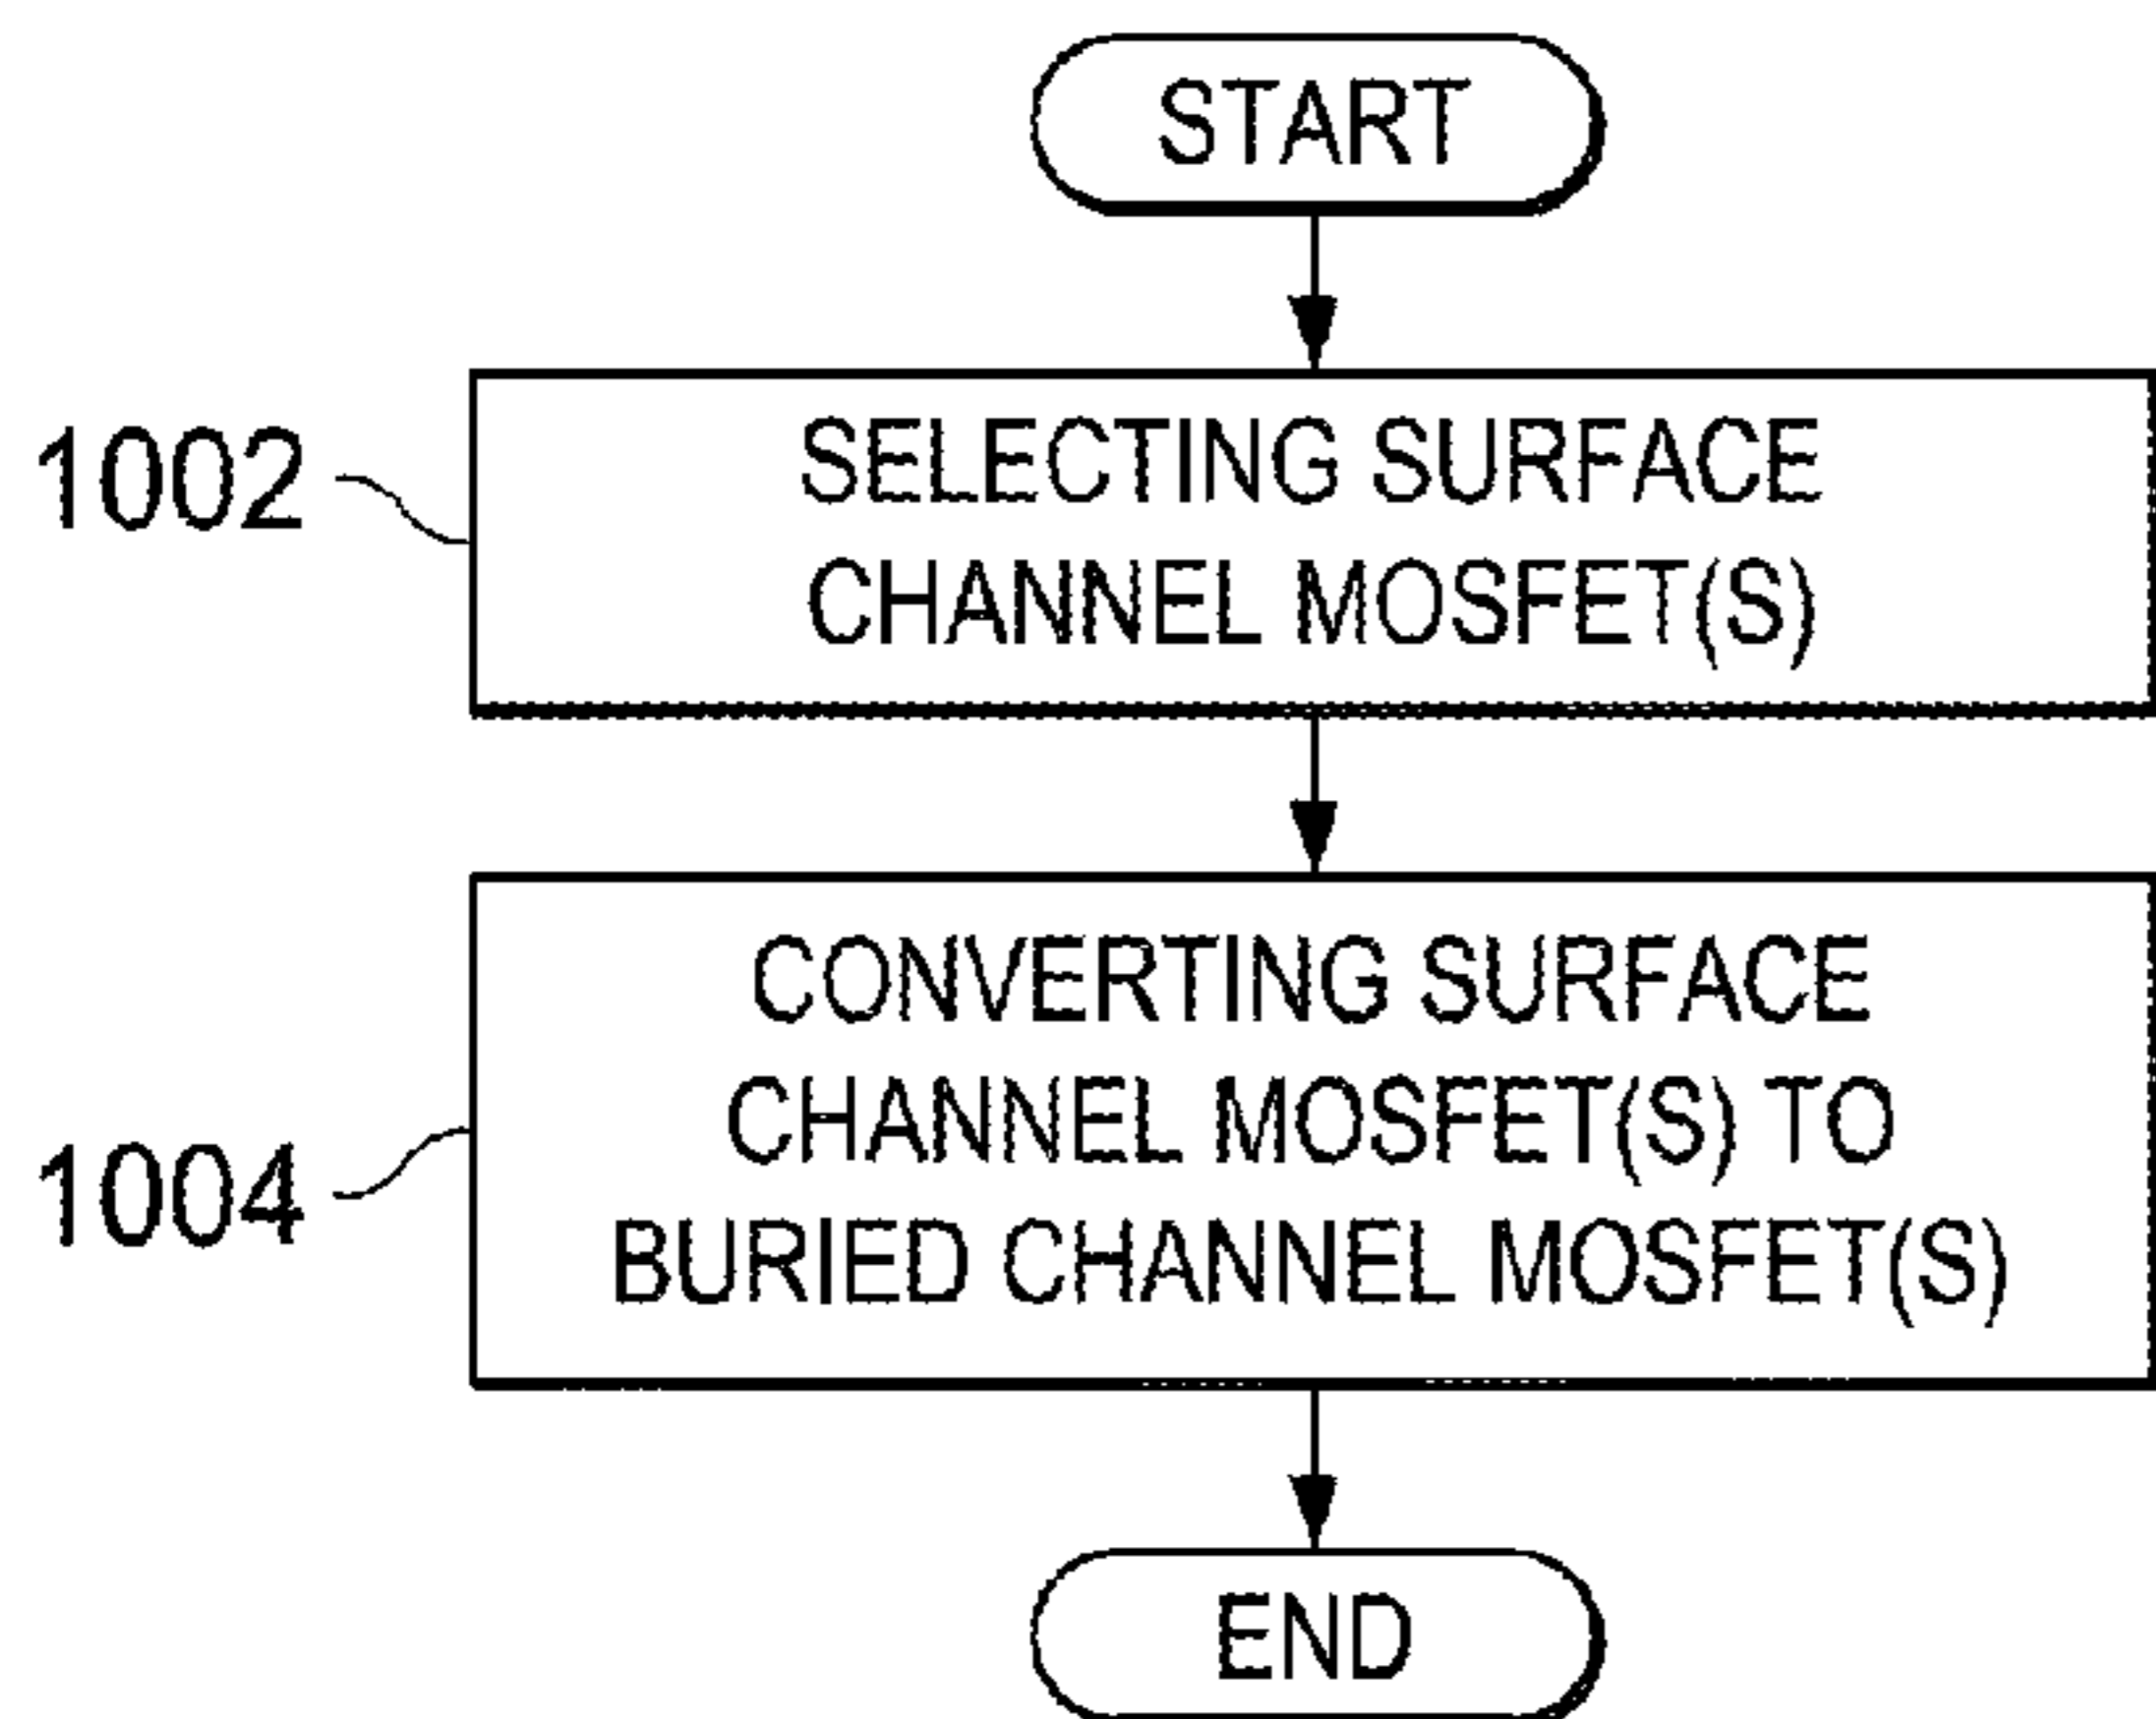 START
1002
SELECTING SURFACE
CHANNEL MOSFET(S)
1004
CONVERTING SURFACE
CHANNEL MOSFET(S) TO
BURIED CHANNEL MOSFET(S)
END